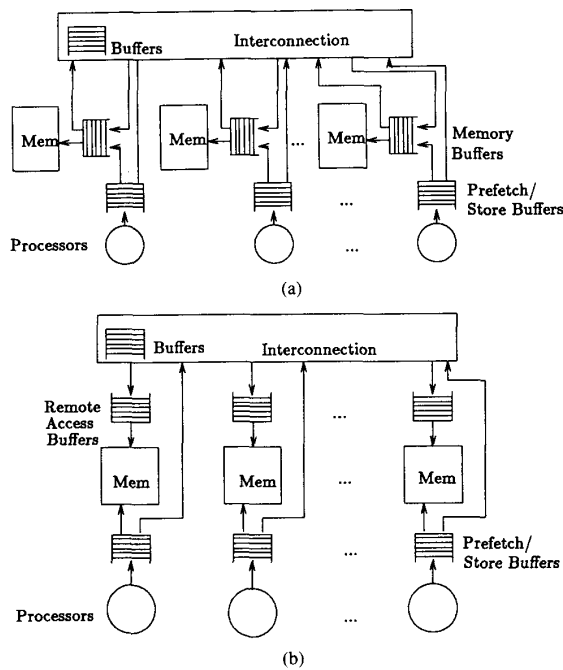 Buffers Interconnection
Mem Mem Mem
Memory
Buffers
...
Prefetch/
Store Buffers
...
Processors
...
(a)
Buffers Interconnection
Remote
Access
Buffers
...
Mem Mem Mem
...
Prefetch/
Store Buffers
...
Processors
...
(b)